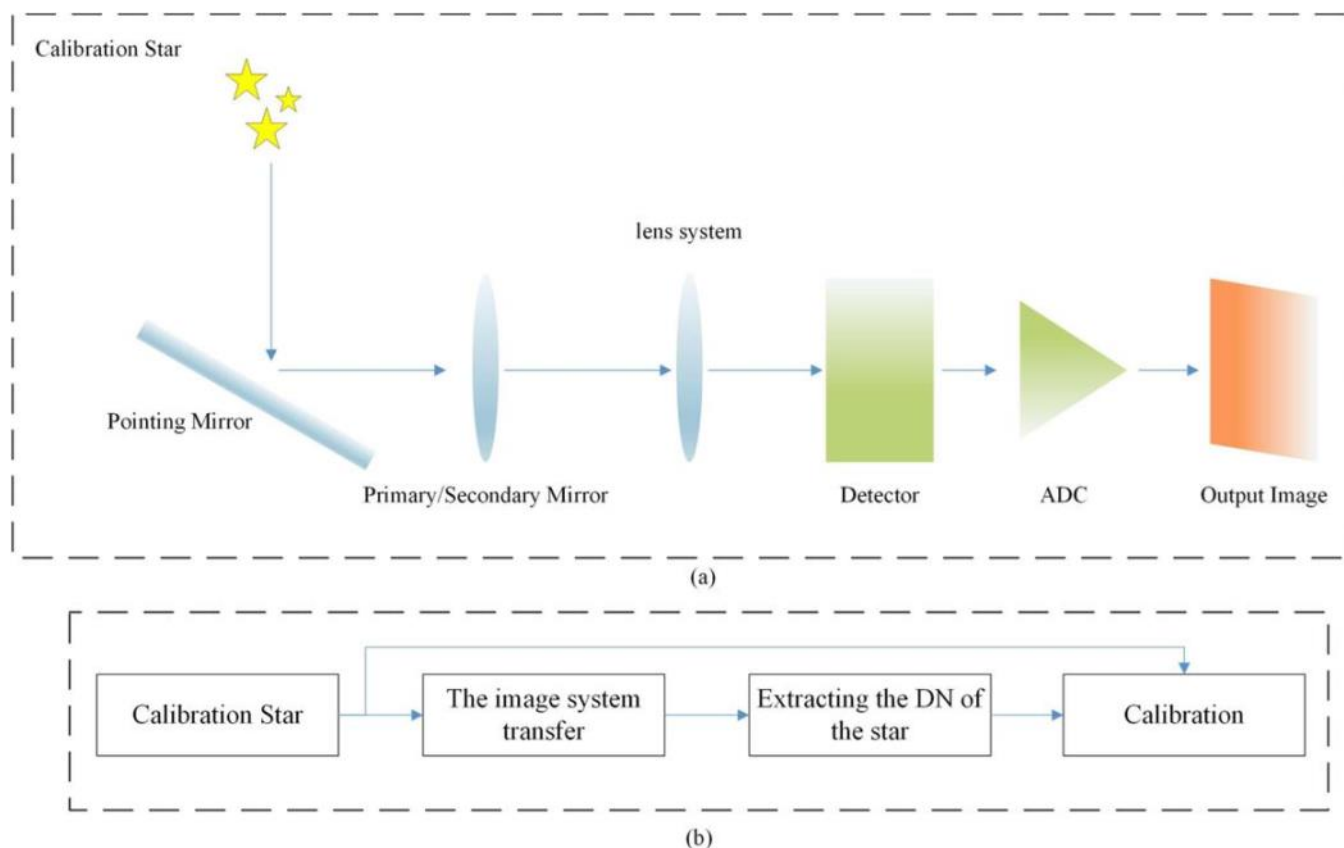 Calibration Star
lens system
Pointing Mirror
Primary/Secondary Mirror
Detector
ADC
Output Image
(a)
Calibration Star
The image system
transfer
Extracting the DN of
the star
Calibration
(b)